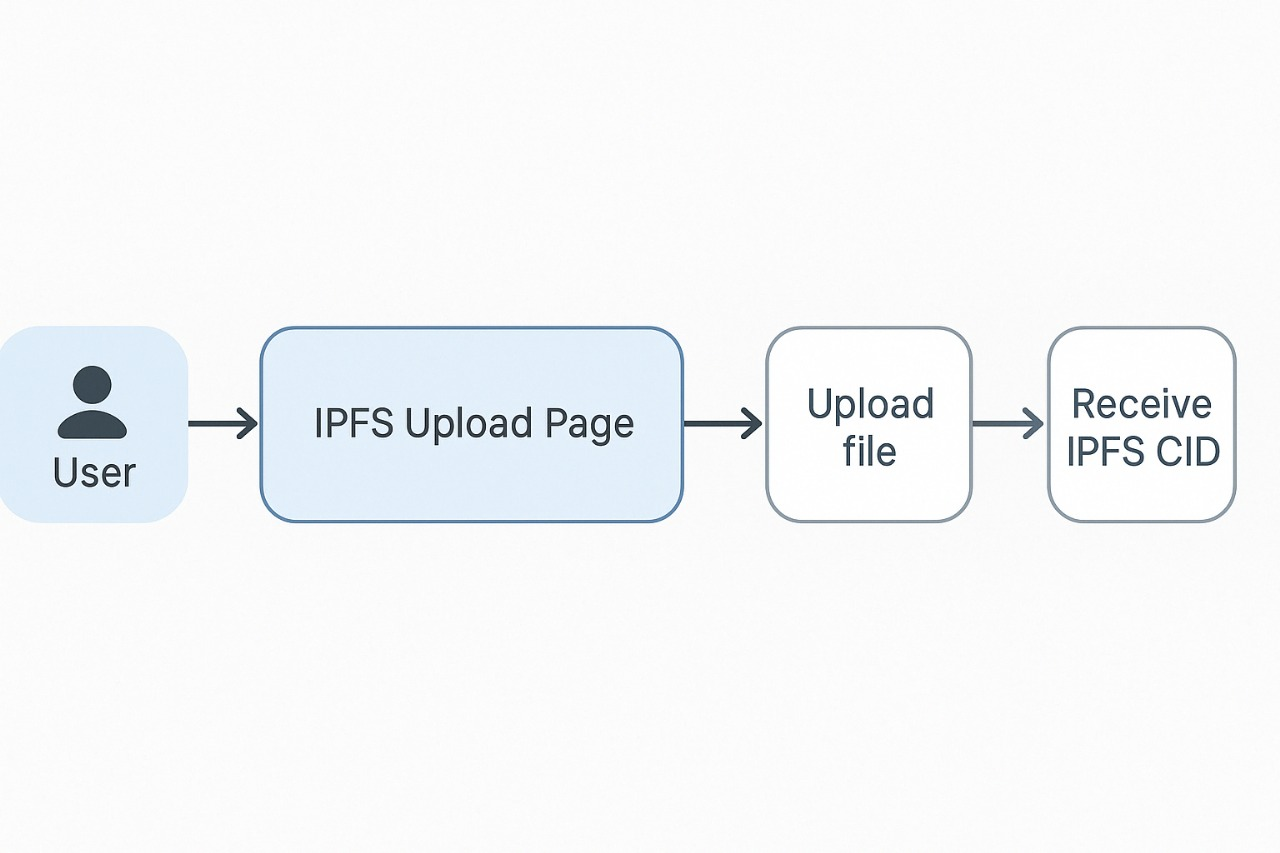 User
IPFS Upload Page
Upload
file
Receive
IPFS CID